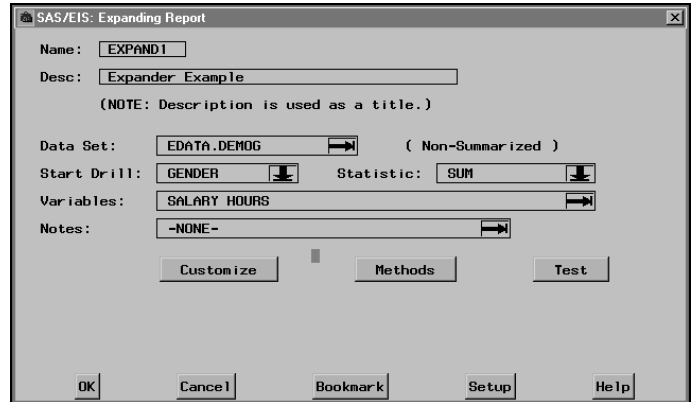 SAS/EIS: Expanding Report
Name: EXPAND1
Desc: Expander Example
(NOTE: Description is used as a title.)
Data Set: EDATA.DEMOG ( Non-Summarized )
Start Drill: GENDER Statistic: SUM
Variables: SALARY HOURS
Notes: -NONE-
Customize Methods Test
OK Cancel Bookmark Setup Help